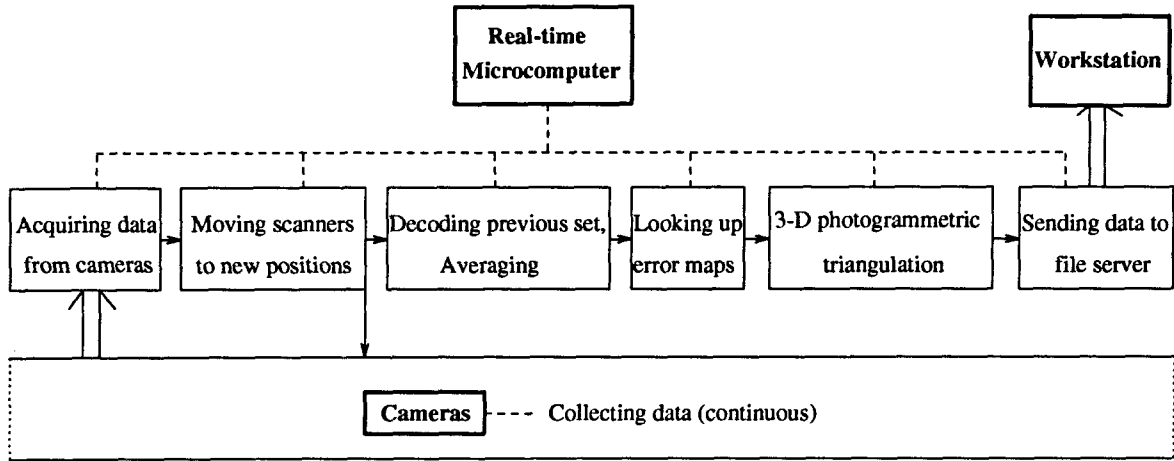 Real-time
Microcomputer
Workstation
Acquiring data
from cameras
Moving scanners
to new positions
Decoding previous set,
Averaging
Looking up
error maps
3-D photogrammetric
triangulation
Sending data to
file server
Cameras
Collecting data (continuous)